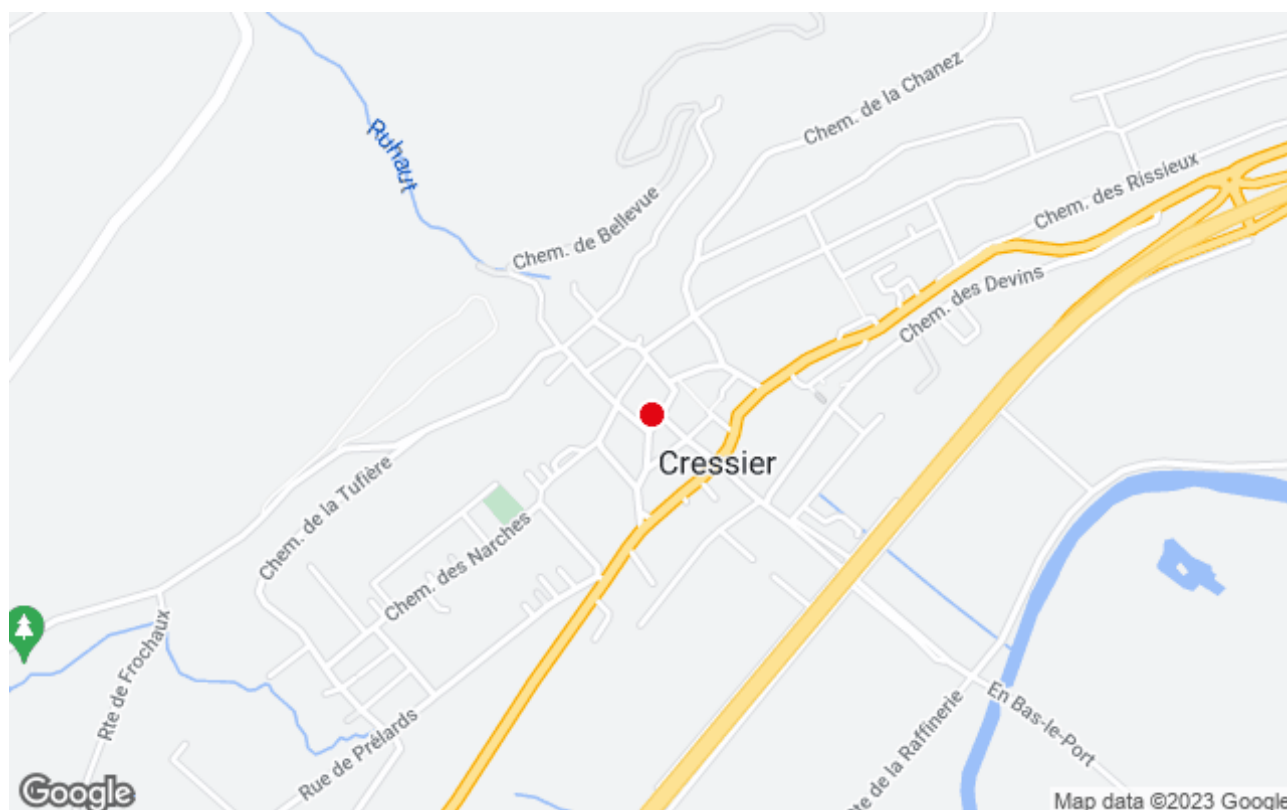 Chem. de la Chanez
Ruhaut
Chem. des Rissieux
Chem. de Bellevue
Chem. des Devins
Cressier
Chem. de la Tufière
Chem. des Narches
Rte de Frochaux
Rue de Prélards
te de la Raffinerie
En Bas-le-Port
Google
Map data ©2023 Google